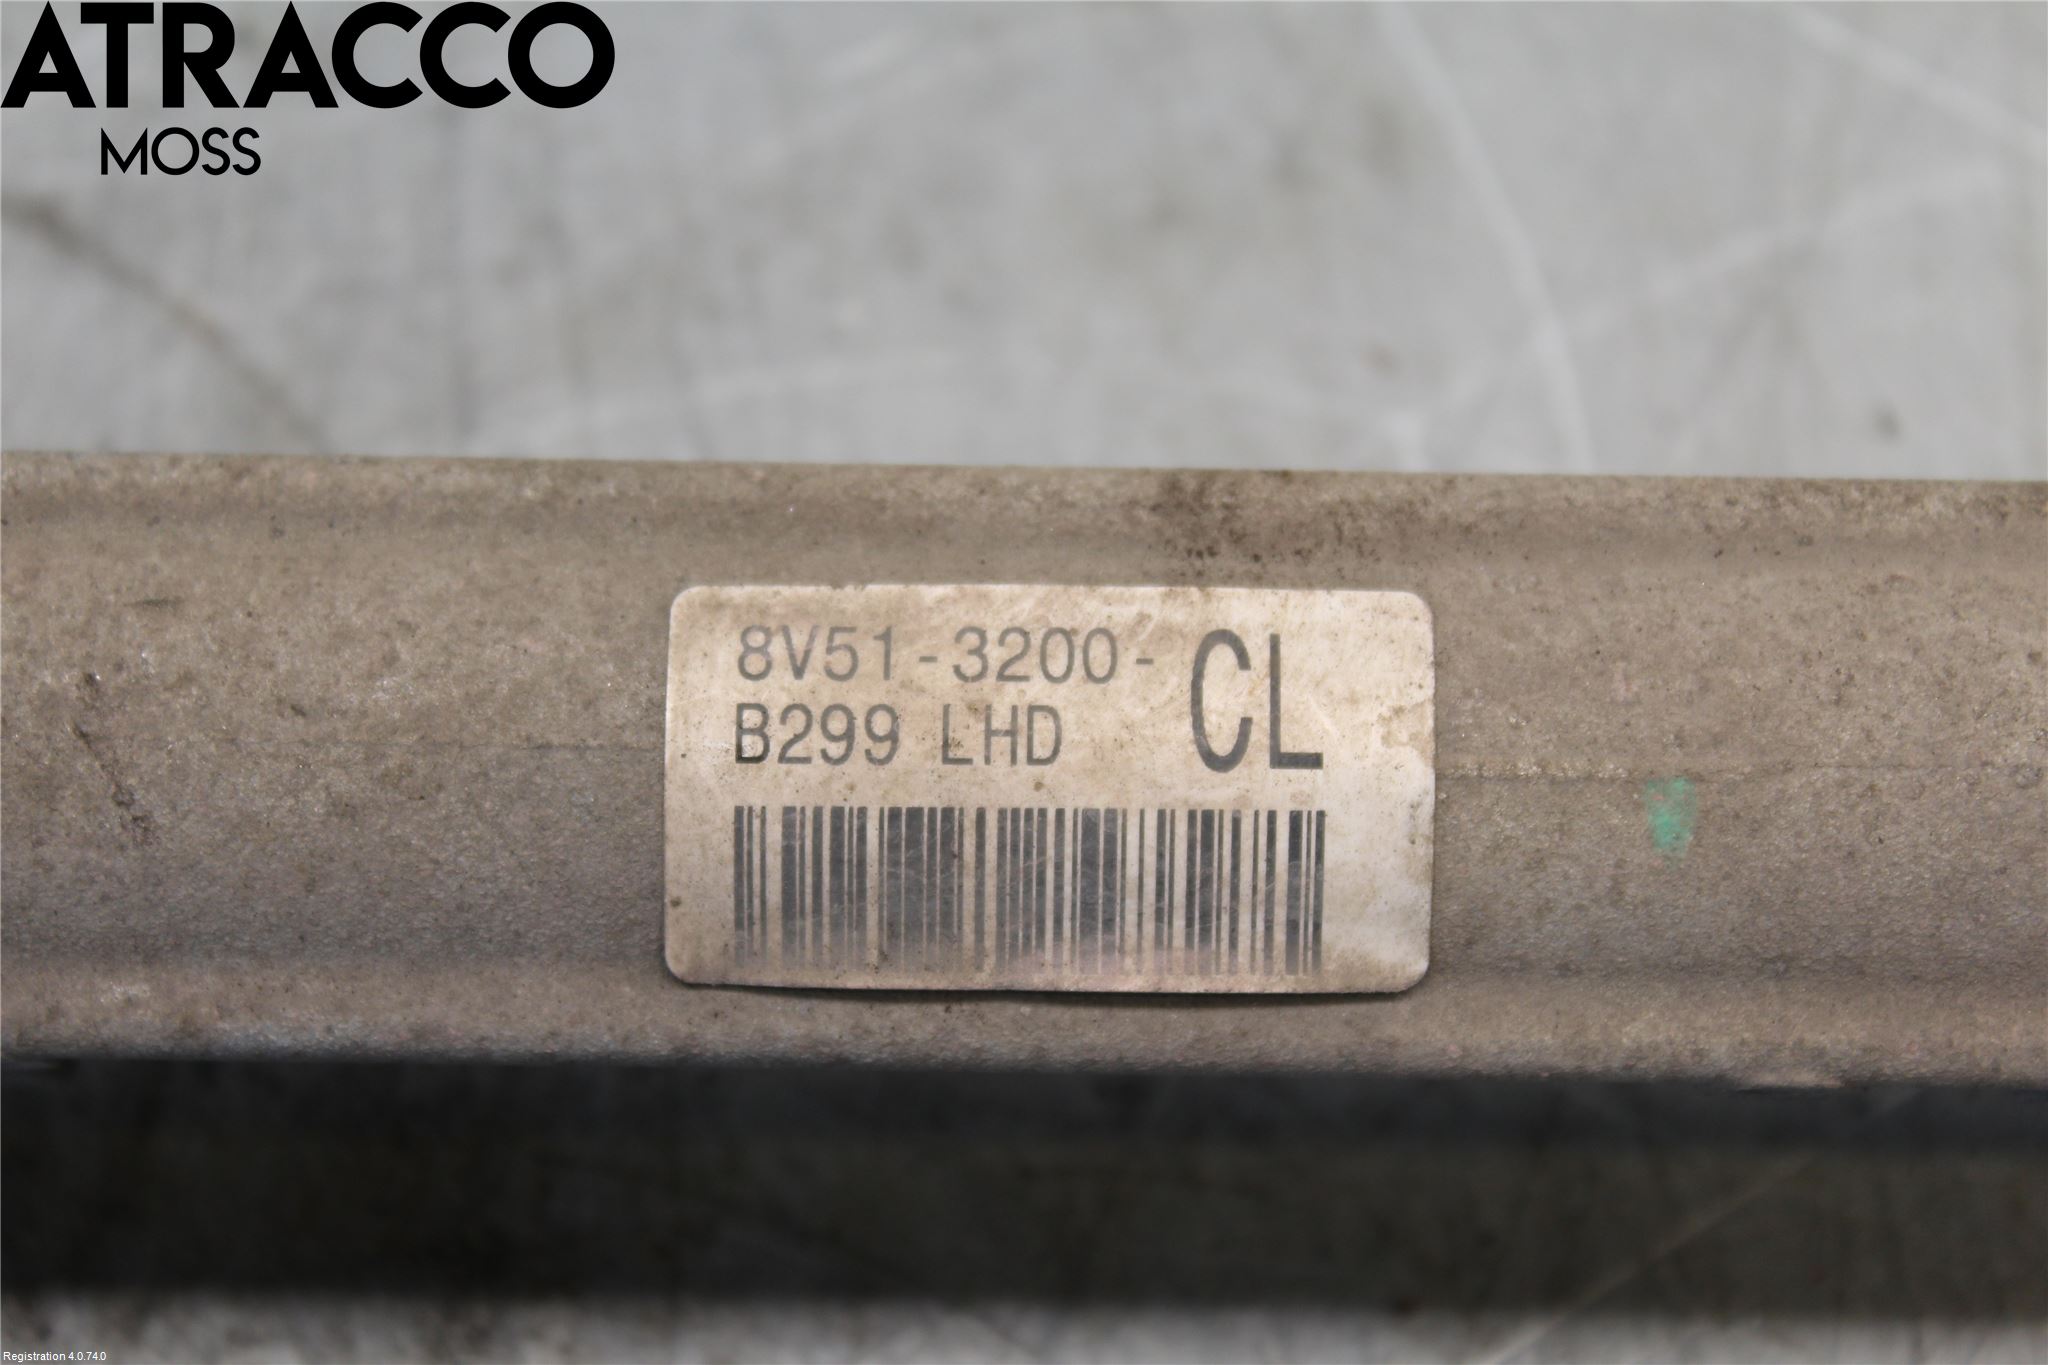 ATRACCO
MOSS
8V51-3200-CL
B299 LHD
Registration 4.0.74.0